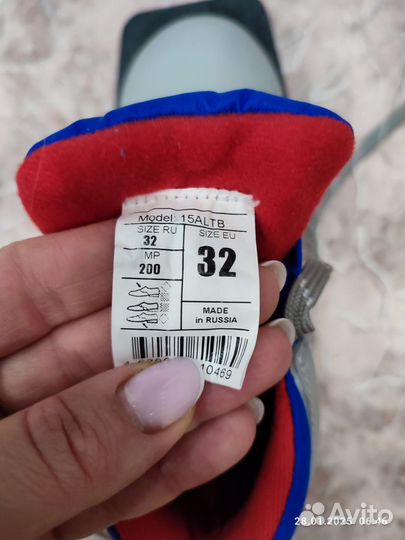 Model: 15ALTB
SIZE RU
32
MP
200
SIZE EU
32
MADE
in RUSSIA
10469
Avito
28.01.2025 06:46